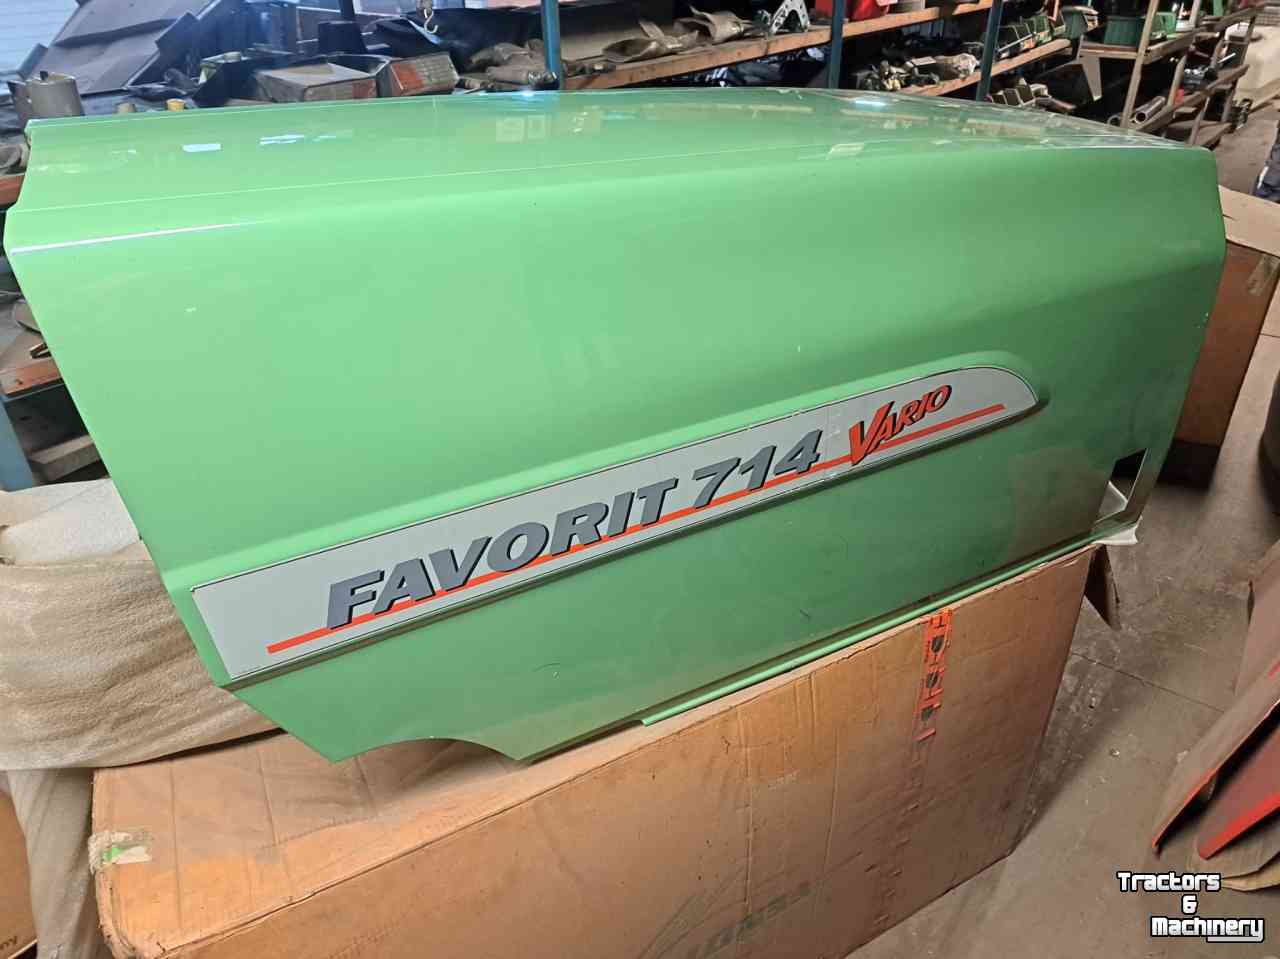 FAVORIT 714 VARIO
Tractors
&
Machinery